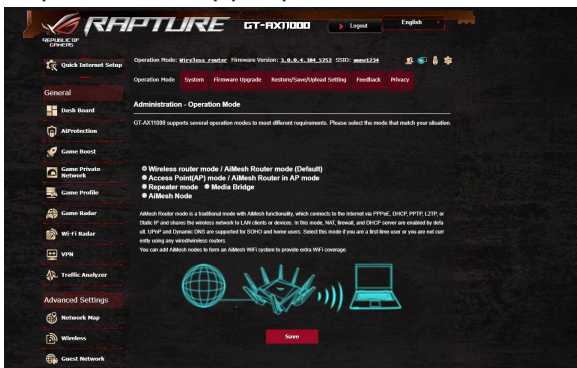 REPUBLIC OF
GAMERS
RAPTURE
GT-AX11000
Logout
English
Quick Internet Setup
Operation Mode: Wireless router Firmware Version: 3.0.0.4.384_5252 SSID:
Operation Mode System Firmware Upgrade Restore/Save/Upload Setting Feedback Privacy
General
Dash Board
AiProtection
Game Boost
Game Private
Network
Game Profile
Game Radar
Wi-Fi Radar
VPN
Traffic Analyzer
Advanced Settings
Network Map
Wireless
Guest Network
Administration - Operation Mode
GT-AX11000 supports several operation modes to meet different requirements. Please select the mode that match your situation.
Wireless router mode / AiMesh Router mode (Default)
Access Point(AP) mode / AiMesh Router in AP mode
Repeater mode Media Bridge
AiMesh Node
AiMesh Router mode is a traditional mode with AiMesh functionality, which connects to the Internet via PPPoE, DHCP, PPTP, L2TP, or
Static IP and shares the wireless network to LAN clients or devices. In this mode, NAT, firewall, and DHCP server are enabled by defa
ult. UPnP and Dynamic DNS are supported for SOHO and home users. Select this mode if you are a first-time user or you are not curr
ently using any wired/wireless routers.
You can add AiMesh nodes to form an AiMesh WiFi system to provide extra WiFi coverage.
Save